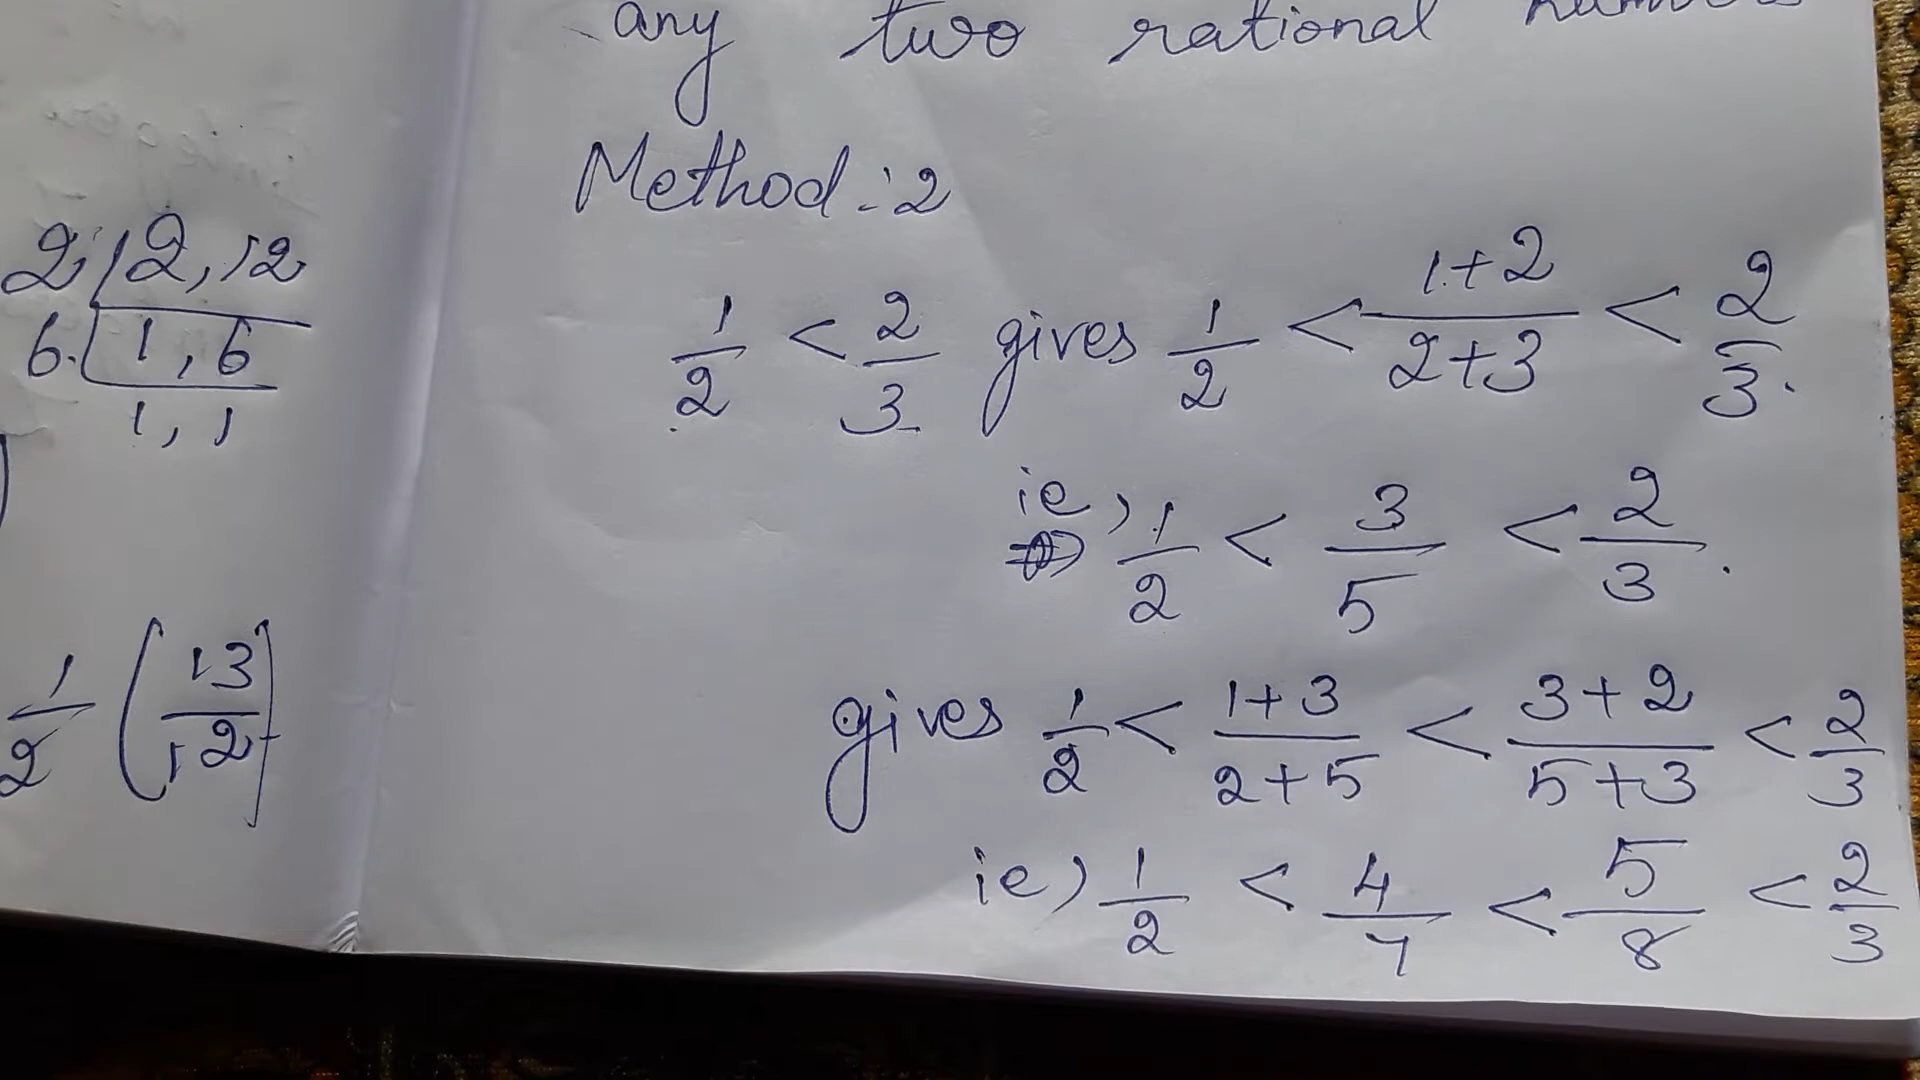 any two rational numbers
Method:2
1/2 < 2/3 gives 1/2 < 1+2/2+3 < 2/3.
ie) 1/2 < 3/5 < 2/3.
gives 1/2 < 1+3/2+5 < 3+2/5+3 < 2/3
ie) 1/2 < 4/7 < 5/8 < 2/3
2 2, 12
6 1, 6
1, 1
1/2 (13/12)